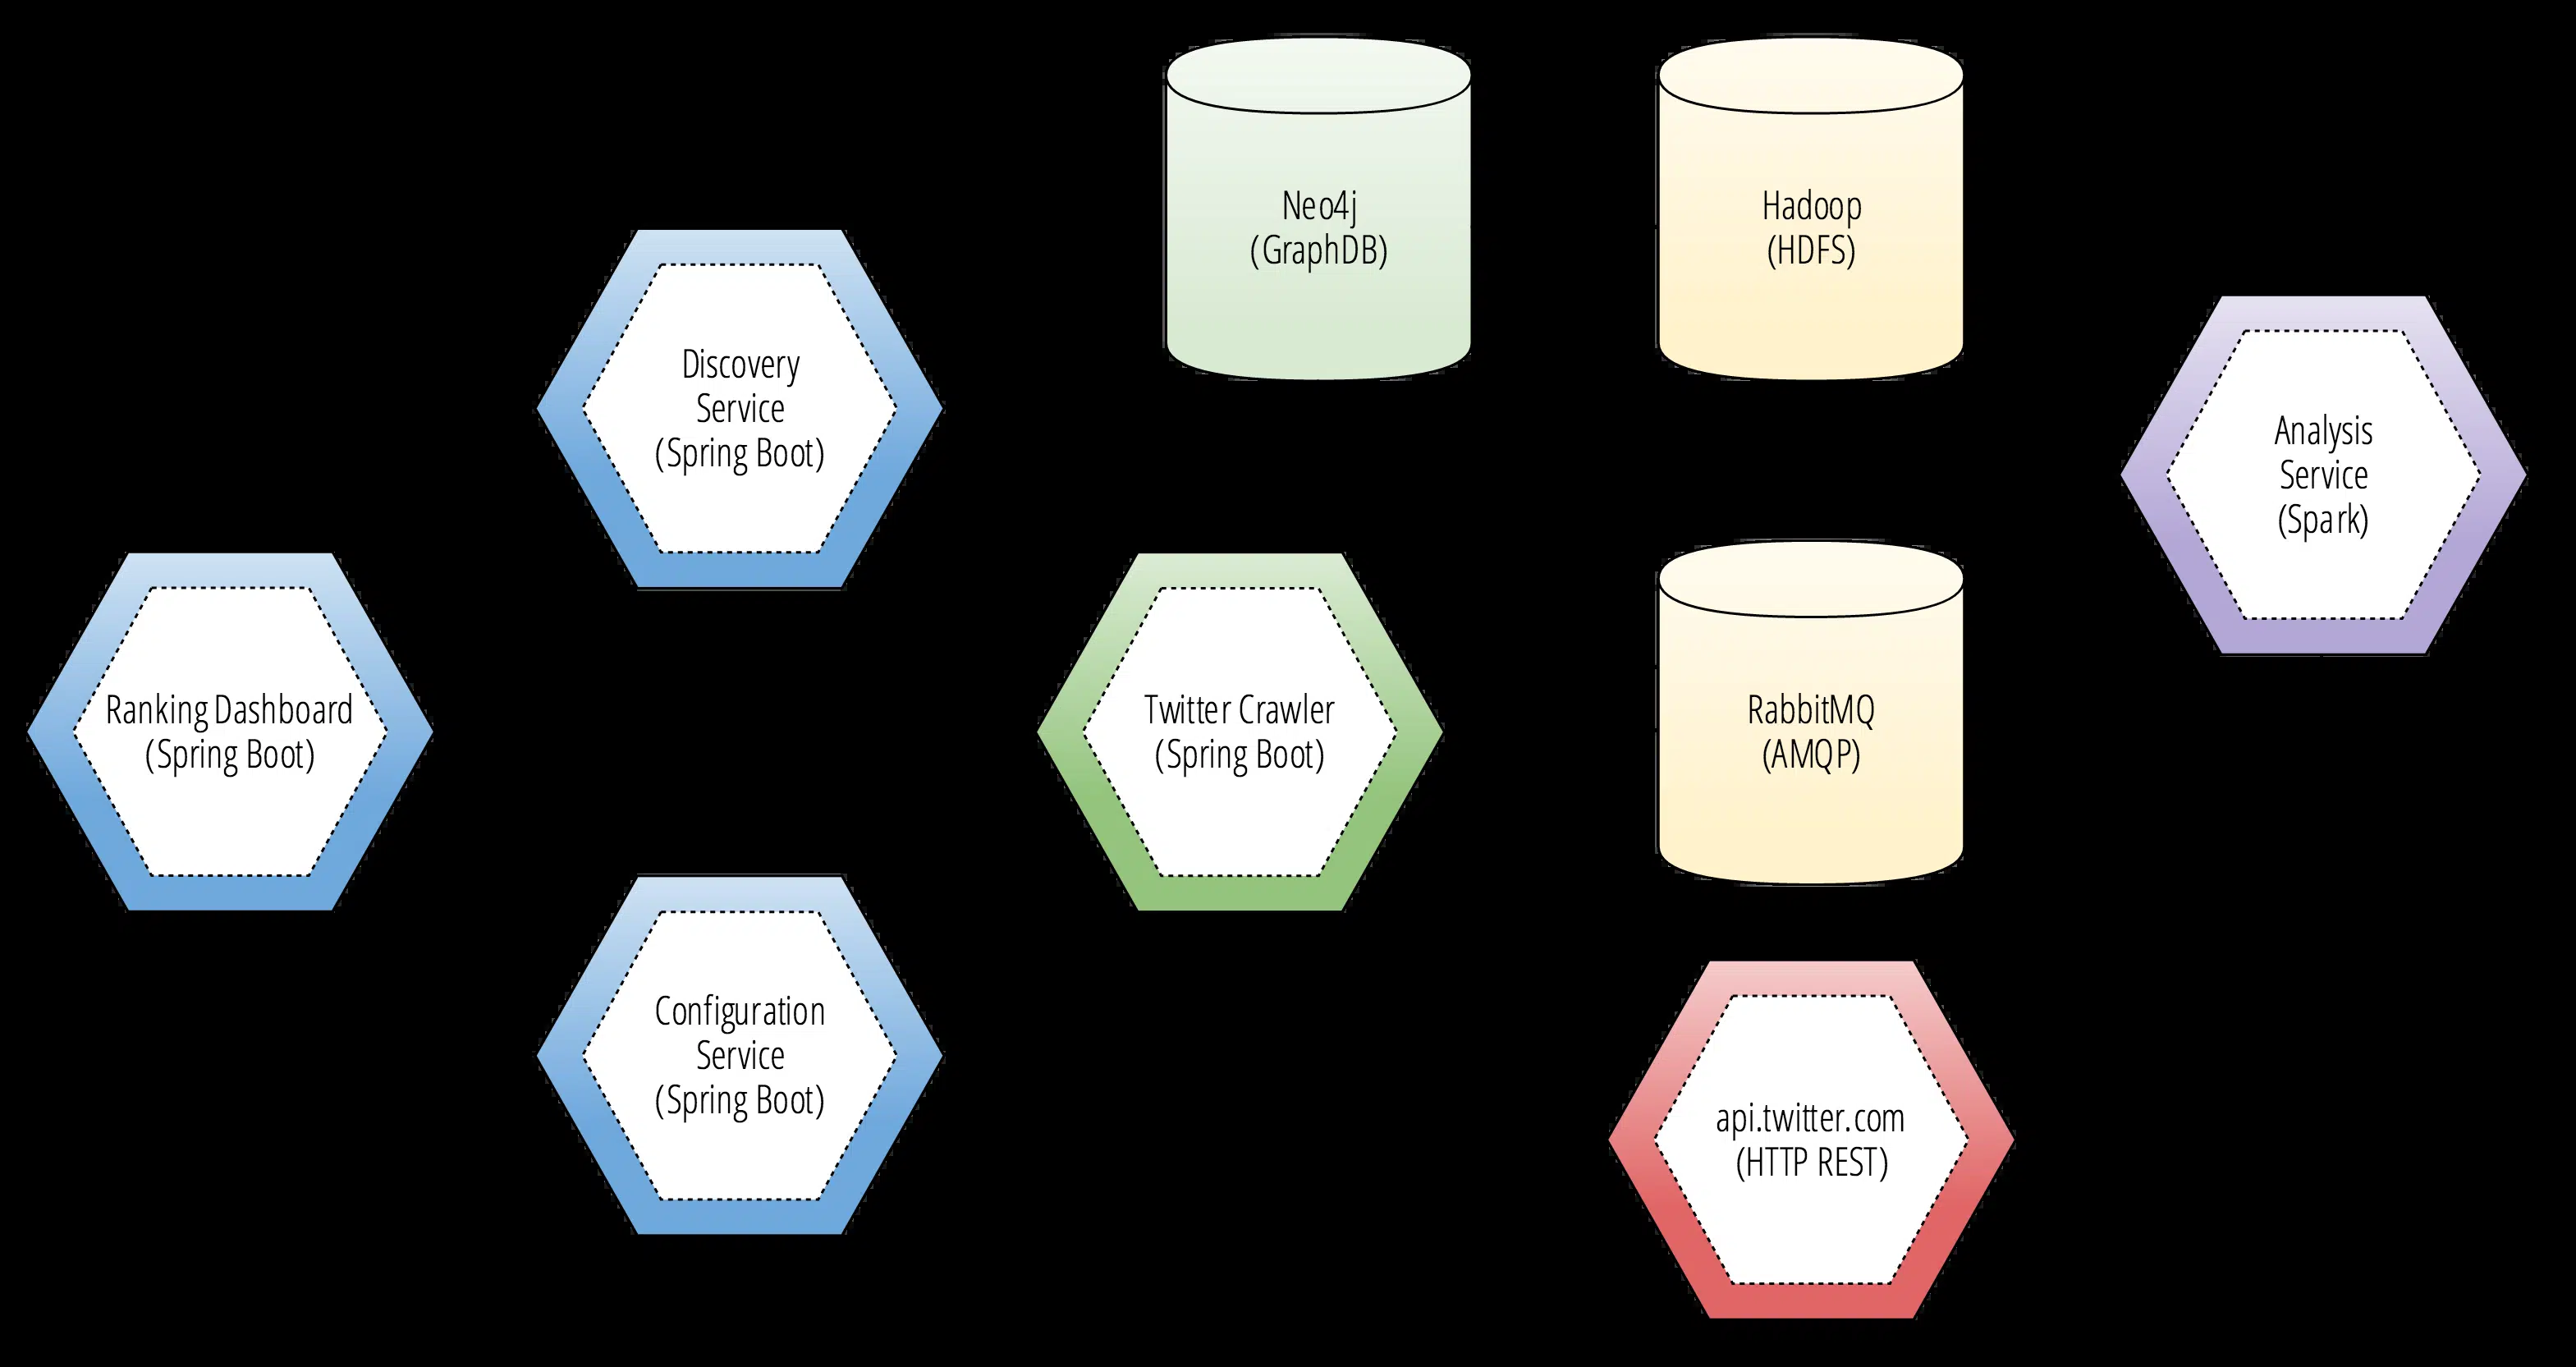 Neo4j
(GraphDB)
Hadoop
(HDFS)
Discovery
Service
(Spring Boot)
Analysis
Service
(Spark)
Ranking Dashboard
(Spring Boot)
Twitter Crawler
(Spring Boot)
RabbitMQ
(AMQP)
Configuration
Service
(Spring Boot)
api.twitter.com
(HTTP REST)